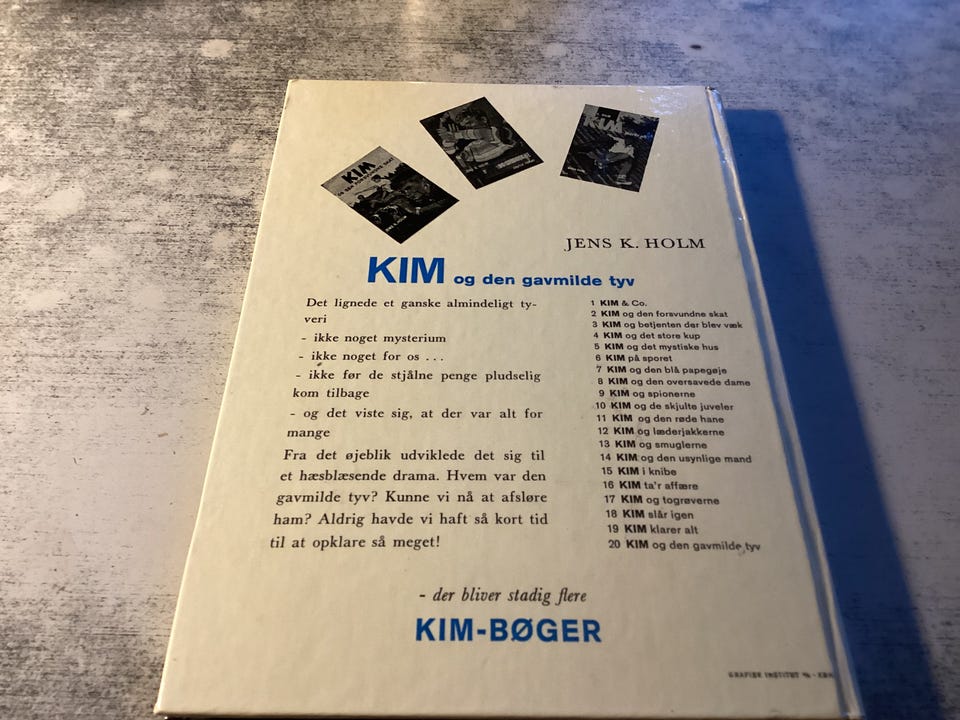 KIM
JENS K. HOLM
KIM og den gavmilde tyv
Det lignede et ganske almindeligt ty-
veri
- ikke noget mysterium
- ikke noget for os ...
- ikke før de stjålne penge pludselig
kom tilbage
- og det viste sig, at der var alt for
mange
Fra det øjeblik udviklede det sig til
et hæsblæsende drama. Hvem var den
gavmilde tyv? Kunne vi nå at afsløre
ham? Aldrig havde vi haft så kort tid
til at opklare så meget!
1 KIM & Co.
2 KIM og den forsvundne skat
3 KIM og betjenten der blev væk
4 KIM og det store kup
5 KIM og det mystiske hus
6 KIM på sporet
7 KIM og den blå papegøje
8 KIM og den oversavede dame
9 KIM og spionerne
10 KIM og de skjulte juveler
11 KIM og den røde hane
12 KIM og læderjakkerne
13 KIM og smuglerne
14 KIM og den usynlige mand
15 KIM i knibe
16 KIM ta'r affære
17 KIM og togrøverne
18 KIM slår igen
19 KIM klarer alt
20 KIM og den gavmilde tyv
- der bliver stadig flere
KIM-BØGER